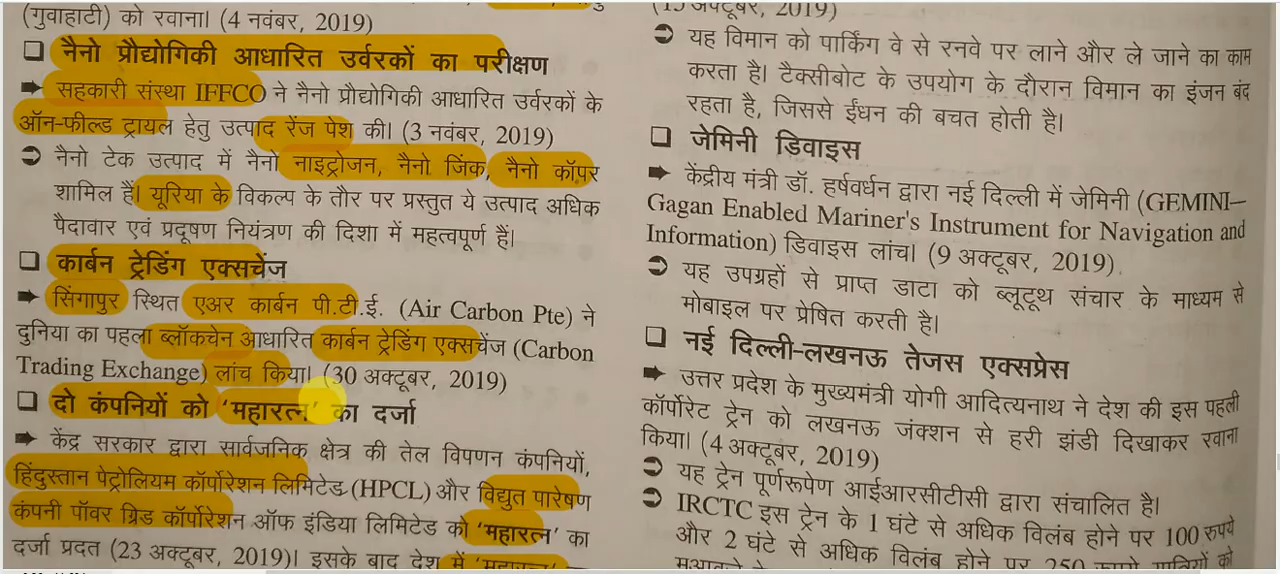 (गुवाहाटी) को रवाना। (4 नवंबर, 2019)
❑ नैनो प्रौद्योगिकी आधारित उर्वरकों का परीक्षण
➡ सहकारी संस्था IFFCO ने नैनो प्रौद्योगिकी आधारित उर्वरकों के
ऑन-फील्ड ट्रायल हेतु उत्पाद रेंज पेश की। (3 नवंबर, 2019)
➲ नैनो टेक उत्पाद में नैनो नाइट्रोजन, नैनो जिंक, नैनो कॉपर
शामिल हैं। यूरिया के विकल्प के तौर पर प्रस्तुत ये उत्पाद अधिक
पैदावार एवं प्रदूषण नियंत्रण की दिशा में महत्वपूर्ण हैं।
❑ कार्बन ट्रेडिंग एक्सचेंज
➡ सिंगापुर स्थित एअर कार्बन पी.टी.ई. (Air Carbon Pte) ने
दुनिया का पहला ब्लॉकचेन आधारित कार्बन ट्रेडिंग एक्सचेंज (Carbon
Trading Exchange) लांच किया। (30 अक्टूबर, 2019)
❑ दो कंपनियों को ‘महारत्न’ का दर्जा
➡ केंद्र सरकार द्वारा सार्वजनिक क्षेत्र की तेल विपणन कंपनियों,
हिंदुस्तान पेट्रोलियम कॉर्पोरेशन लिमिटेड (HPCL) और विद्युत पारेषण
कंपनी पॉवर ग्रिड कॉर्पोरेशन ऑफ इंडिया लिमिटेड को ‘महारत्न’ का
दर्जा प्रदत (23 अक्टूबर, 2019)। इसके बाद देश में ‘महारत्न’
(15 अक्टूबर, 2019)
➲ यह विमान को पार्किंग वे से रनवे पर लाने और ले जाने का काम
करता है। टैक्सीबोट के उपयोग के दौरान विमान का इंजन बंद
रहता है, जिससे ईंधन की बचत होती है।
❑ जेमिनी डिवाइस
➡ केंद्रीय मंत्री डॉ. हर्षवर्धन द्वारा नई दिल्ली में जेमिनी (GEMINI–
Gagan Enabled Mariner's Instrument for Navigation and
Information) डिवाइस लांच। (9 अक्टूबर, 2019)
➲ यह उपग्रहों से प्राप्त डाटा को ब्लूटूथ संचार के माध्यम से
मोबाइल पर प्रेषित करती है।
❑ नई दिल्ली-लखनऊ तेजस एक्सप्रेस
➡ उत्तर प्रदेश के मुख्यमंत्री योगी आदित्यनाथ ने देश की इस पहली
कॉर्पोरेट ट्रेन को लखनऊ जंक्शन से हरी झंडी दिखाकर रवाना
किया। (4 अक्टूबर, 2019)
➲ यह ट्रेन पूर्णरूपेण आईआरसीटीसी द्वारा संचालित है।
➲ IRCTC इस ट्रेन के 1 घंटे से अधिक विलंब होने पर 100 रुपये
और 2 घंटे से अधिक विलंब होने पर 250 रुपये यात्रियों को